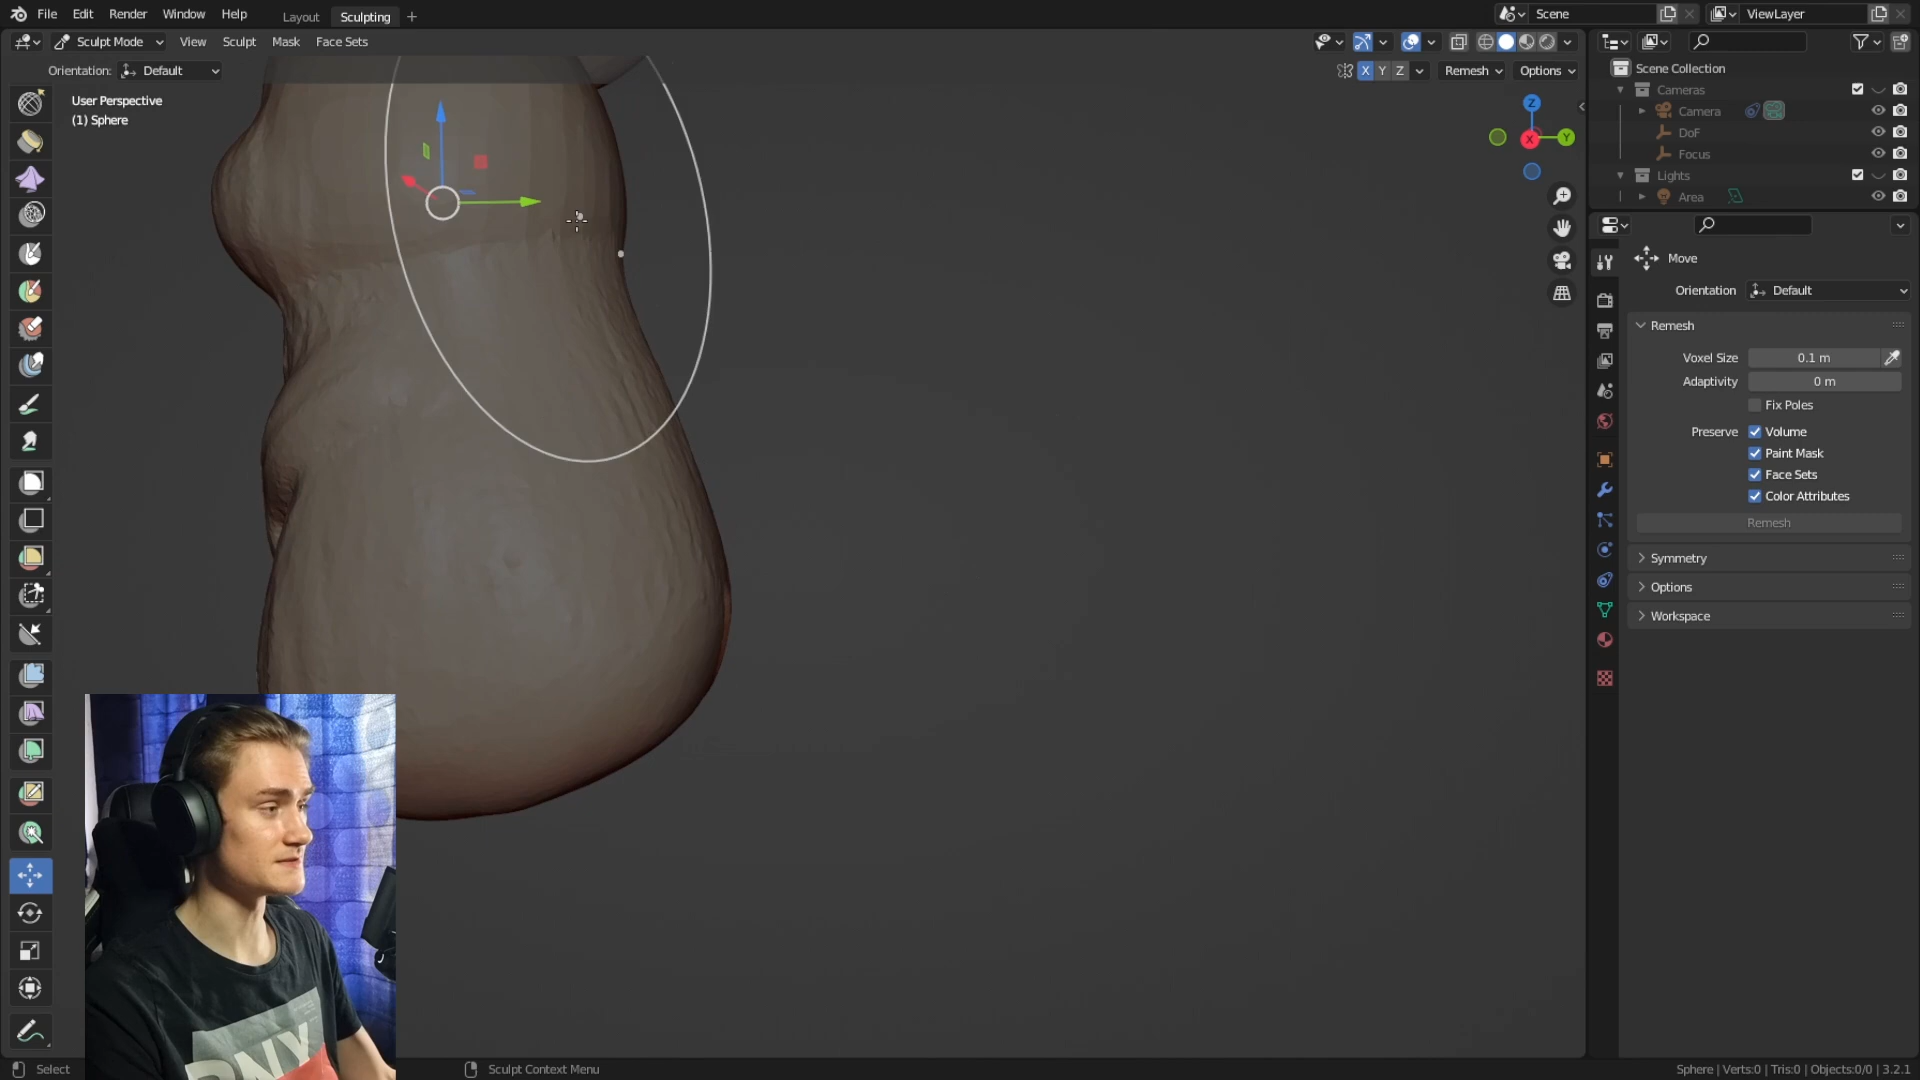 File Edit Render Window Help Layout Sculpting + Scene ViewLayer
Sculpt Mode View Sculpt Mask Face Sets
Orientation: Default X Y Z Remesh Options
User Perspective
(1) Sphere
Z
Y
X
Scene Collection
Cameras
Camera
DoF
Focus
Lights
Area
Move
Orientation Default
Remesh
Voxel Size 0.1 m
Adaptivity 0 m
Fix Poles
Preserve Volume
Paint Mask
Face Sets
Color Attributes
Remesh
Symmetry
Options
Workspace
Select Sculpt Context Menu Sphere | Verts:0 | Tris:0 | Objects:0/0 | 3.2.1